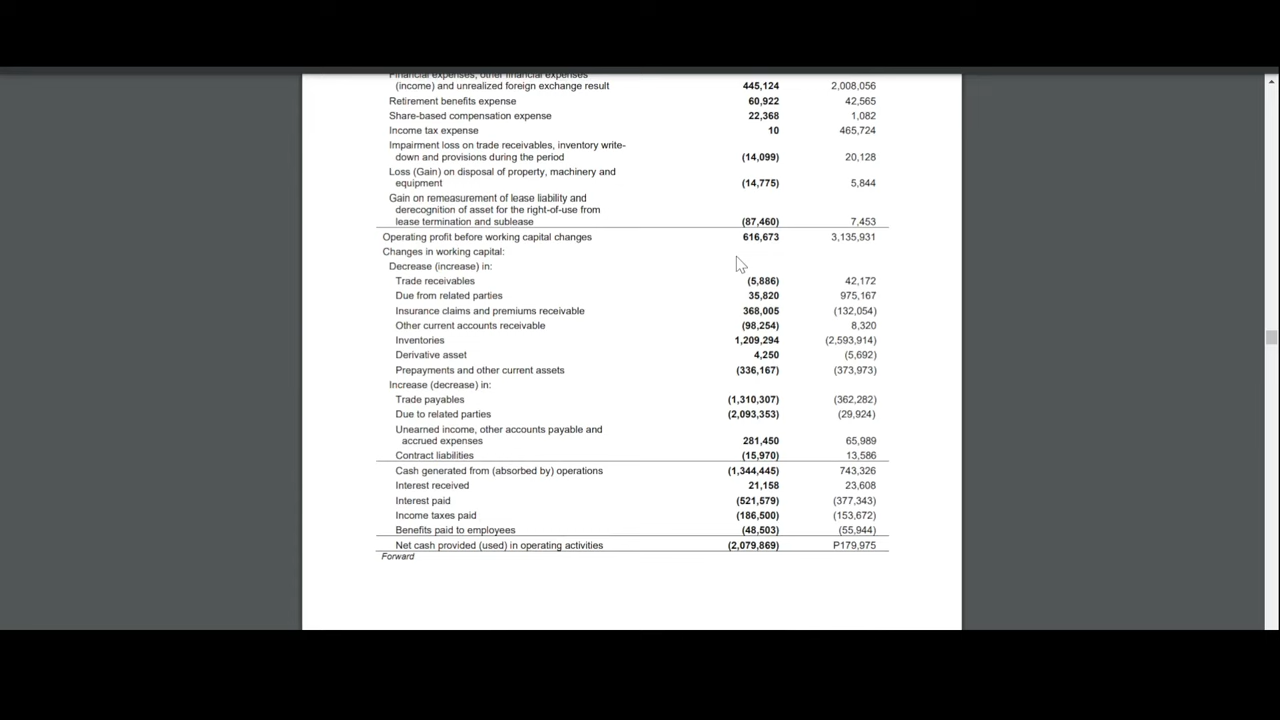 Financial expenses, other financial expenses
(income) and unrealized foreign exchange result 445,124 2,008,056
Retirement benefits expense 60,922 42,565
Share-based compensation expense 22,368 1,082
Income tax expense 10 465,724
Impairment loss on trade receivables, inventory write-
down and provisions during the period (14,099) 20,128
Loss (Gain) on disposal of property, machinery and
equipment (14,775) 5,844
Gain on remeasurement of lease liability and
derecognition of asset for the right-of-use from
lease termination and sublease (87,460) 7,453
Operating profit before working capital changes 616,673 3,135,931
Changes in working capital:
Decrease (increase) in:
Trade receivables (5,886) 42,172
Due from related parties 35,820 975,167
Insurance claims and premiums receivable 368,005 (132,054)
Other current accounts receivable (98,254) 8,320
Inventories 1,209,294 (2,593,914)
Derivative asset 4,250 (5,692)
Prepayments and other current assets (336,167) (373,973)
Increase (decrease) in:
Trade payables (1,310,307) (362,282)
Due to related parties (2,093,353) (29,924)
Unearned income, other accounts payable and
accrued expenses 281,450 65,989
Contract liabilities (15,970) 13,586
Cash generated from (absorbed by) operations (1,344,445) 743,326
Interest received 21,158 23,608
Interest paid (521,579) (377,343)
Income taxes paid (186,500) (153,672)
Benefits paid to employees (48,503) (55,944)
Net cash provided (used) in operating activities (2,079,869) P179,975
Forward